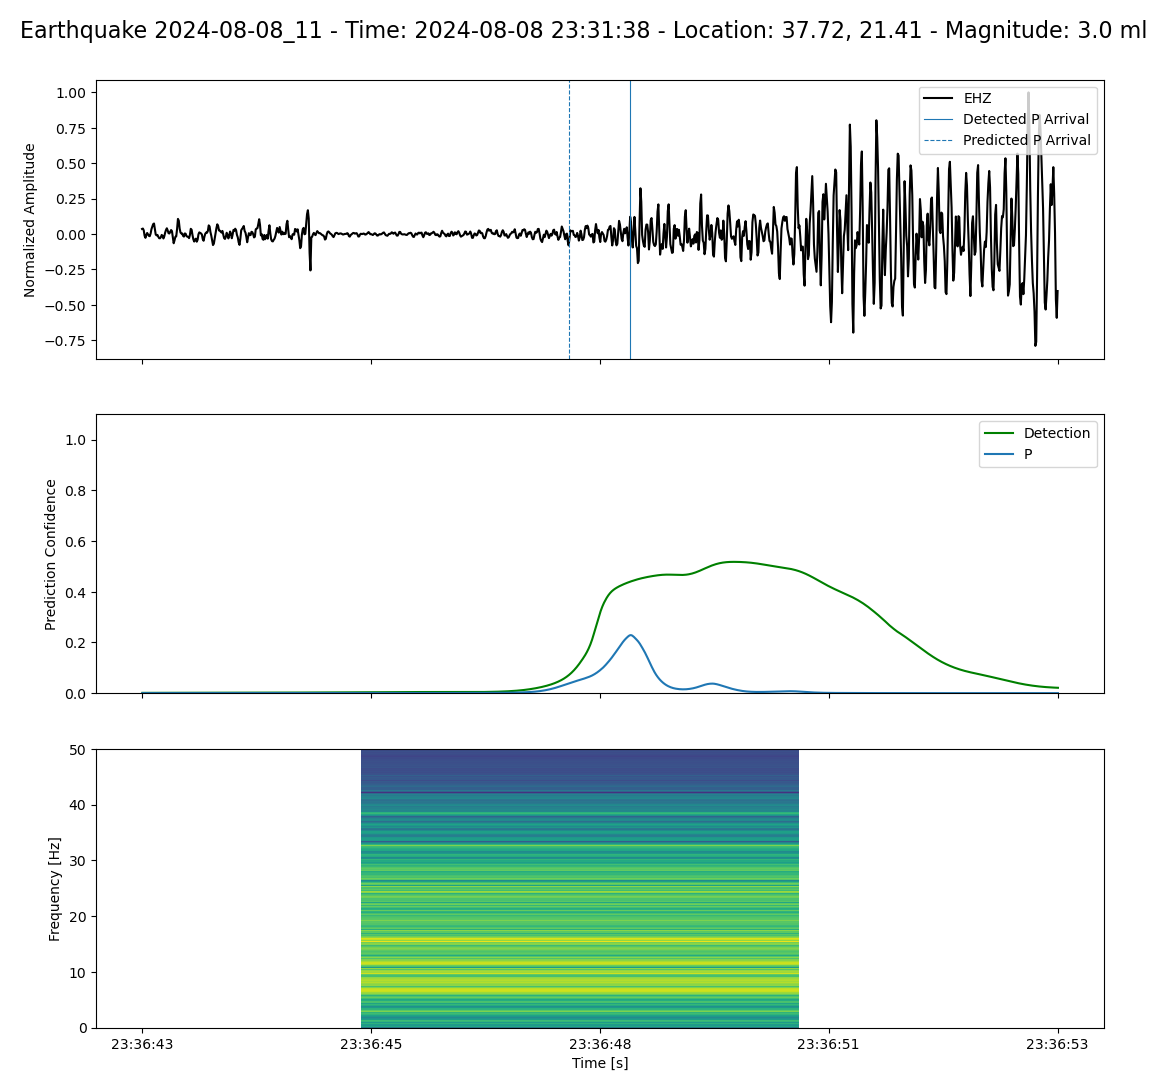 Earthquake 2024-08-08_11 - Time: 2024-08-08 23:31:38 - Location: 37.72, 21.41 - Magnitude: 3.0 ml
1.00
0.75
0.50
0.25
0.00
−0.25
−0.50
−0.75
Normalized Amplitude
EHZ
Detected P Arrival
Predicted P Arrival
1.0
0.8
0.6
0.4
0.2
0.0
Prediction Confidence
Detection
P
50
40
30
20
10
0
Frequency [Hz]
23:36:43 23:36:45 23:36:48 23:36:51 23:36:53
Time [s]